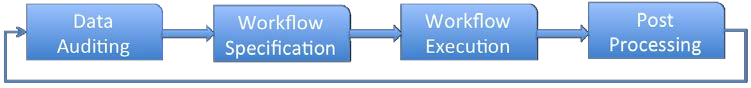 Data
Auditing
Workflow
Specification
Workflow
Execution
Post
Processing